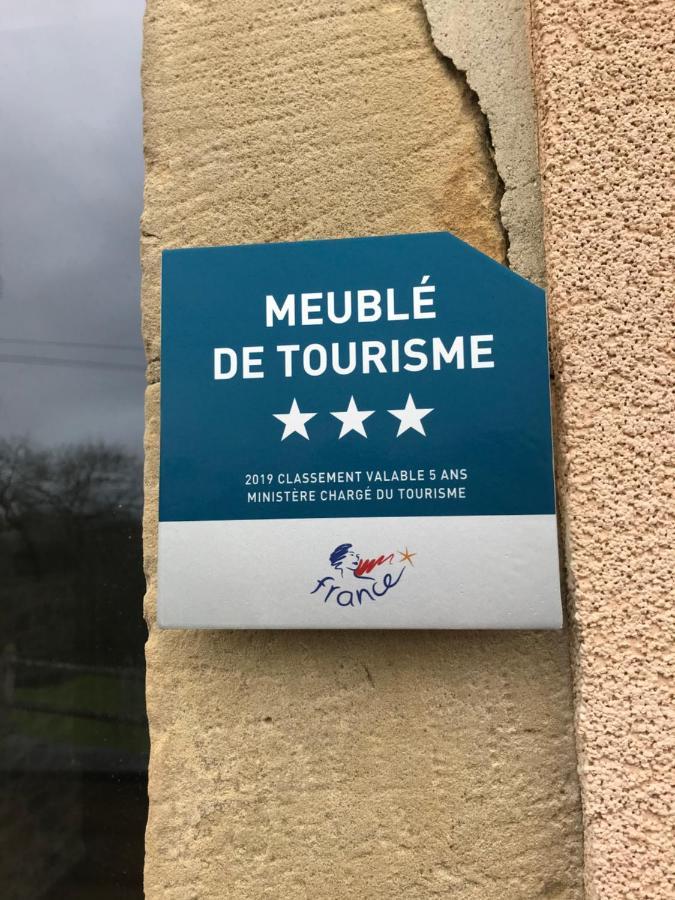 MEUBLÉ
DE TOURISME
2019 CLASSEMENT VALABLE 5 ANS
MINISTÈRE CHARGÉ DU TOURISME
france